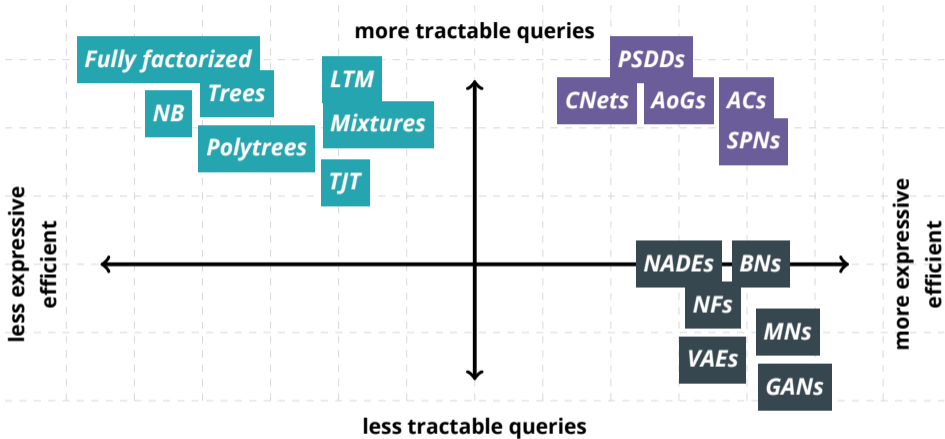 more tractable queries
Fully factorized
Trees
NB
Polytrees
LTM
Mixtures
TJT
PSDDs
CNets
AoGs
ACs
SPNs
less expressive
efficient
more expressive
efficient
NADEs
BNs
NFs
MNs
VAEs
GANs
less tractable queries